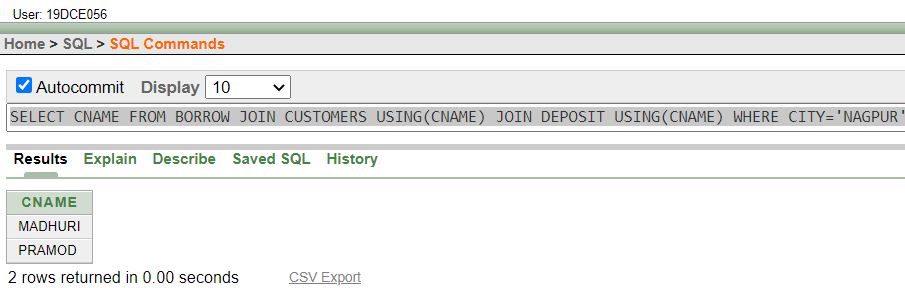 User: 19DCE056
Home > SQL > SQL Commands
Autocommit Display 10
SELECT CNAME FROM BORROW JOIN CUSTOMERS USING(CNAME) JOIN DEPOSIT USING(CNAME) WHERE CITY='NAGPUR'
Results Explain Describe Saved SQL History
CNAME
MADHURI
PRAMOD
2 rows returned in 0.00 seconds CSV Export